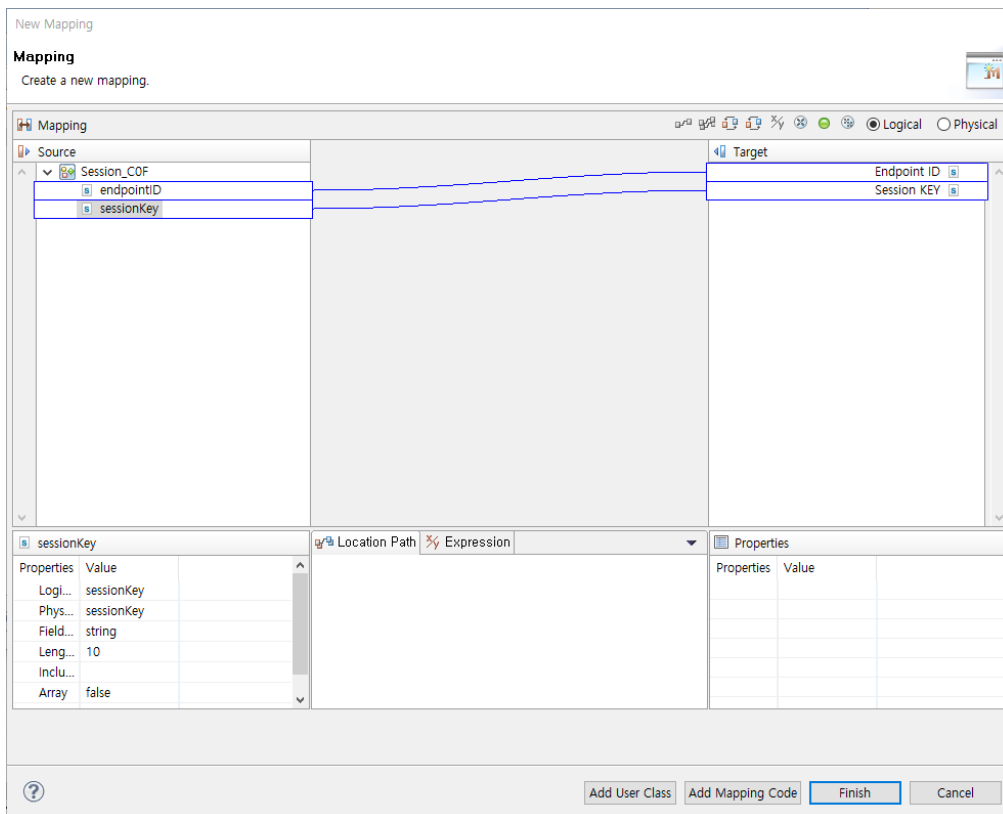 New Mapping
Mapping
Create a new mapping.
Mapping
Logical Physical
Source
Target
Session_C0F
endpointID
sessionKey
Endpoint ID
Session KEY
sessionKey
Properties Value
Logi... sessionKey
Phys... sessionKey
Field... string
Leng... 10
Inclu...
Array false
Location Path Expression
Properties
Properties Value
Add User Class Add Mapping Code Finish Cancel